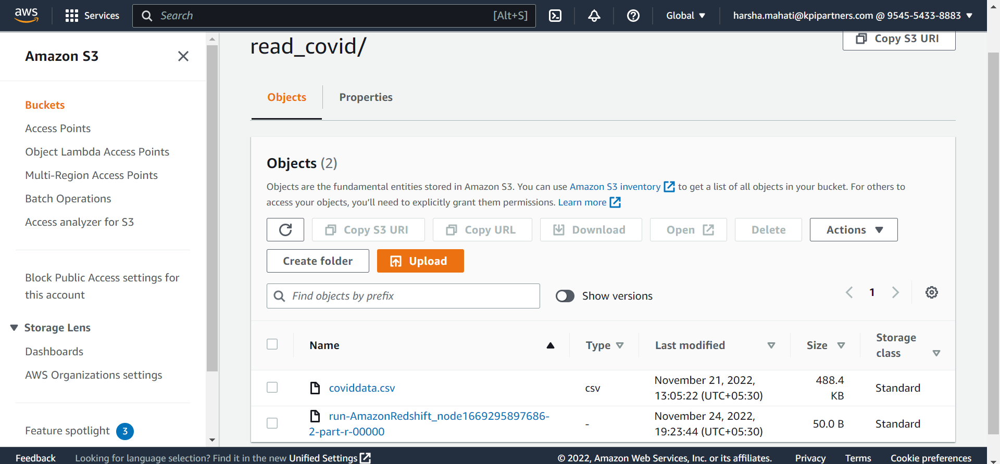 aws Services Search [Alt+S] Global harsha.mahati@kpipartners.com @ 9545-5433-8883
Amazon S3
Buckets
Access Points
Object Lambda Access Points
Multi-Region Access Points
Batch Operations
Access analyzer for S3
Block Public Access settings for
this account
Storage Lens
Dashboards
AWS Organizations settings
Feature spotlight 3
read_covid/
Copy S3 URI
Objects Properties
Objects (2)
Objects are the fundamental entities stored in Amazon S3. You can use Amazon S3 inventory to get a list of all objects in your bucket. For others to
access your objects, you’ll need to explicitly grant them permissions. Learn more
Copy S3 URI Copy URL Download Open Delete Actions
Create folder Upload
Find objects by prefix Show versions 1
Name Type Last modified Size Storage
class
coviddata.csv csv November 21, 2022,
13:05:22 (UTC+05:30) 488.4
KB Standard
run-AmazonRedshift_node1669295897686-
2-part-r-00000 - November 24, 2022,
19:23:44 (UTC+05:30) 50.0 B Standard
Feedback Looking for language selection? Find it in the new Unified Settings © 2022, Amazon Web Services, Inc. or its affiliates. Privacy Terms Cookie preferences